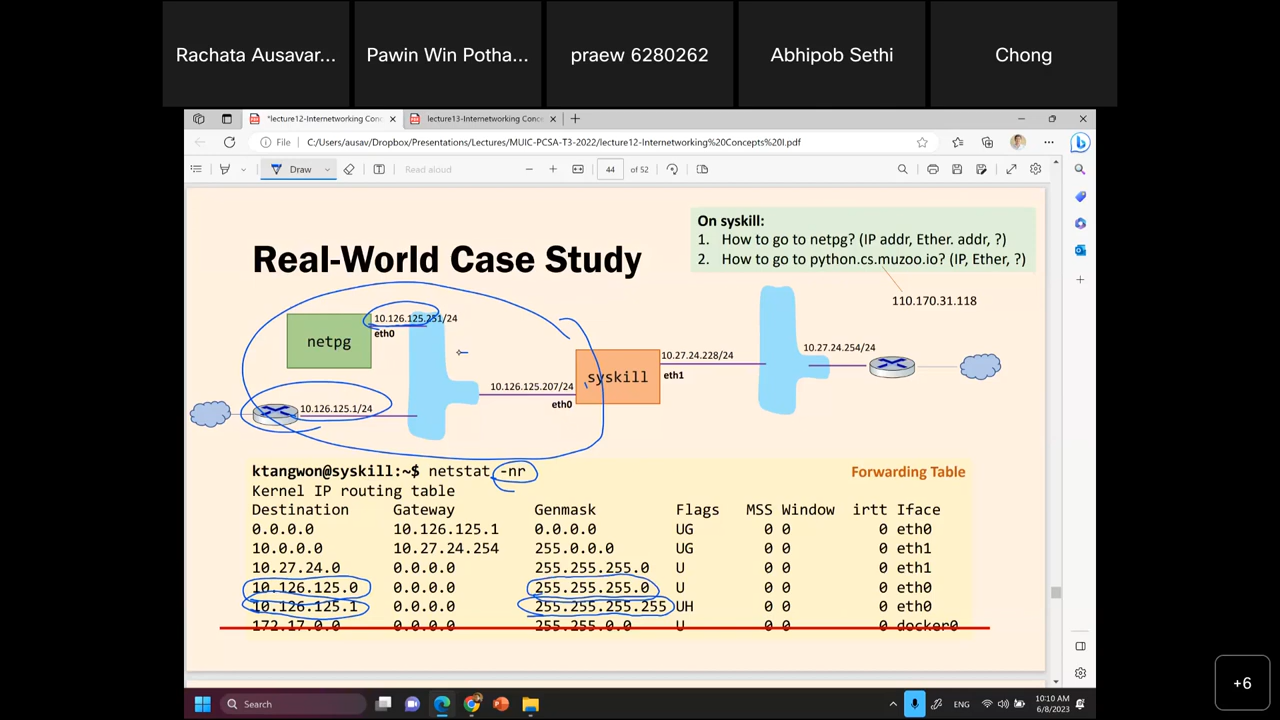 Rachata Ausavar...
Pawin Win Potha...
praew 6280262
Abhipob Sethi
Chong
*lecture12-Internetworking Conc
lecture13-Internetworking Conce
File
C:/Users/ausav/Dropbox/Presentations/Lectures/MUIC-PCSA-T3-2022/lecture12-Internetworking%20Concepts%20I.pdf
Draw
Read aloud
44
of 52
Real-World Case Study
On syskill:
1. How to go to netpg? (IP addr, Ether. addr, ?)
2. How to go to python.cs.muzoo.io? (IP, Ether, ?)
110.170.31.118
netpg
10.126.125.231/24
eth0
10.126.125.1/24
10.126.125.207/24
eth0
syskill
10.27.24.228/24
eth1
10.27.24.254/24
ktangwon@syskill:~$ netstat -nr
Forwarding Table
Kernel IP routing table
Destination Gateway Genmask Flags MSS Window irtt Iface
0.0.0.0 10.126.125.1 0.0.0.0 UG 0 0 0 eth0
10.0.0.0 10.27.24.254 255.0.0.0 UG 0 0 0 eth1
10.27.24.0 0.0.0.0 255.255.255.0 U 0 0 0 eth1
10.126.125.0 0.0.0.0 255.255.255.0 U 0 0 0 eth0
10.126.125.1 0.0.0.0 255.255.255.255 UH 0 0 0 eth0
172.17.0.0 0.0.0.0 255.255.0.0 U 0 0 0 docker0
Search
ENG
10:10 AM
6/8/2023
+6